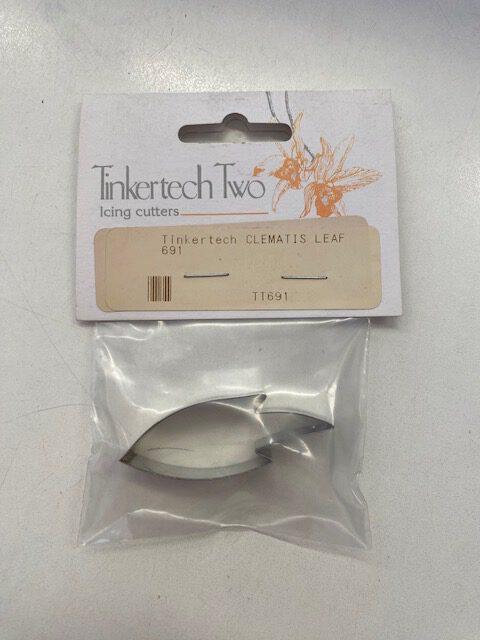 Tinkertech Two
Icing cutters
Tinkertech CLEMATIS LEAF
691
TT691